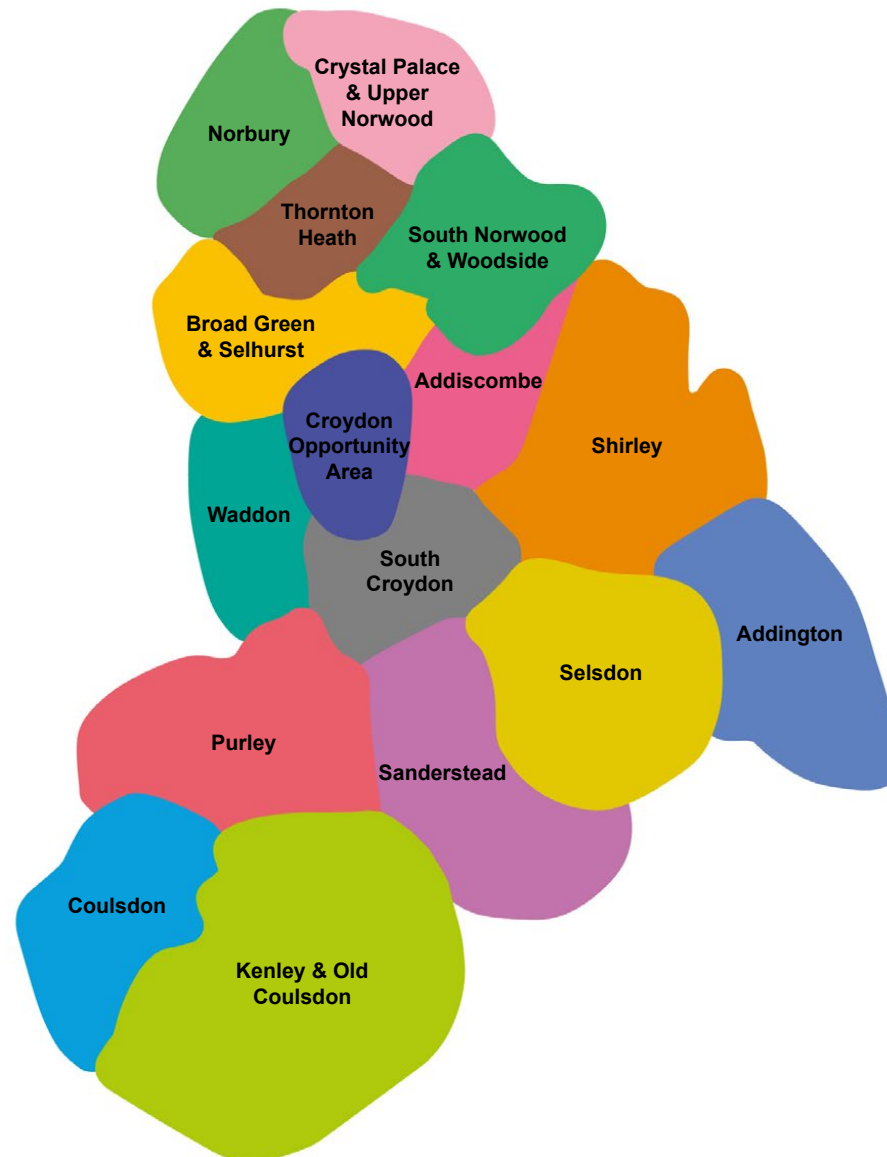 Crystal Palace
& Upper
Norwood
Norbury
Thornton
Heath
South Norwood
& Woodside
Broad Green
& Selhurst
Addiscombe
Croydon
Opportunity
Area
Shirley
Waddon
South
Croydon
Addington
Selsdon
Purley
Sanderstead
Coulsdon
Kenley & Old
Coulsdon